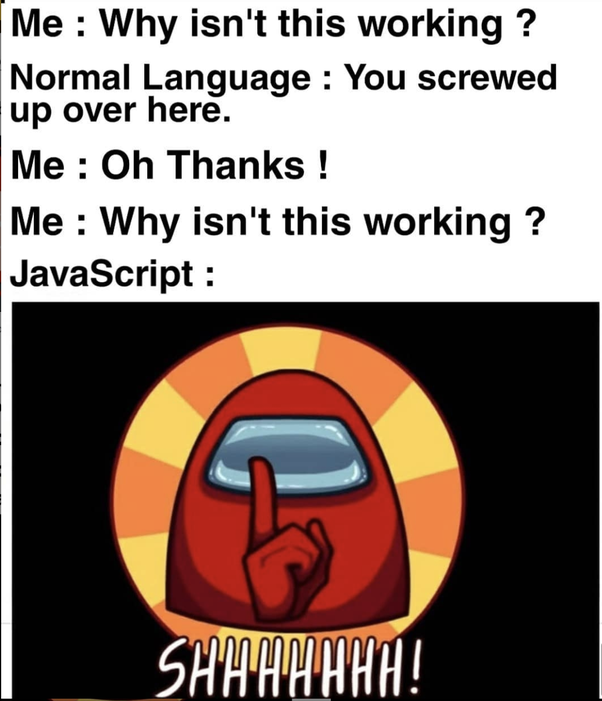 Me : Why isn't this working ?
Normal Language : You screwed
up over here.
Me : Oh Thanks !
Me : Why isn't this working ?
JavaScript :
SHHHHHHH!